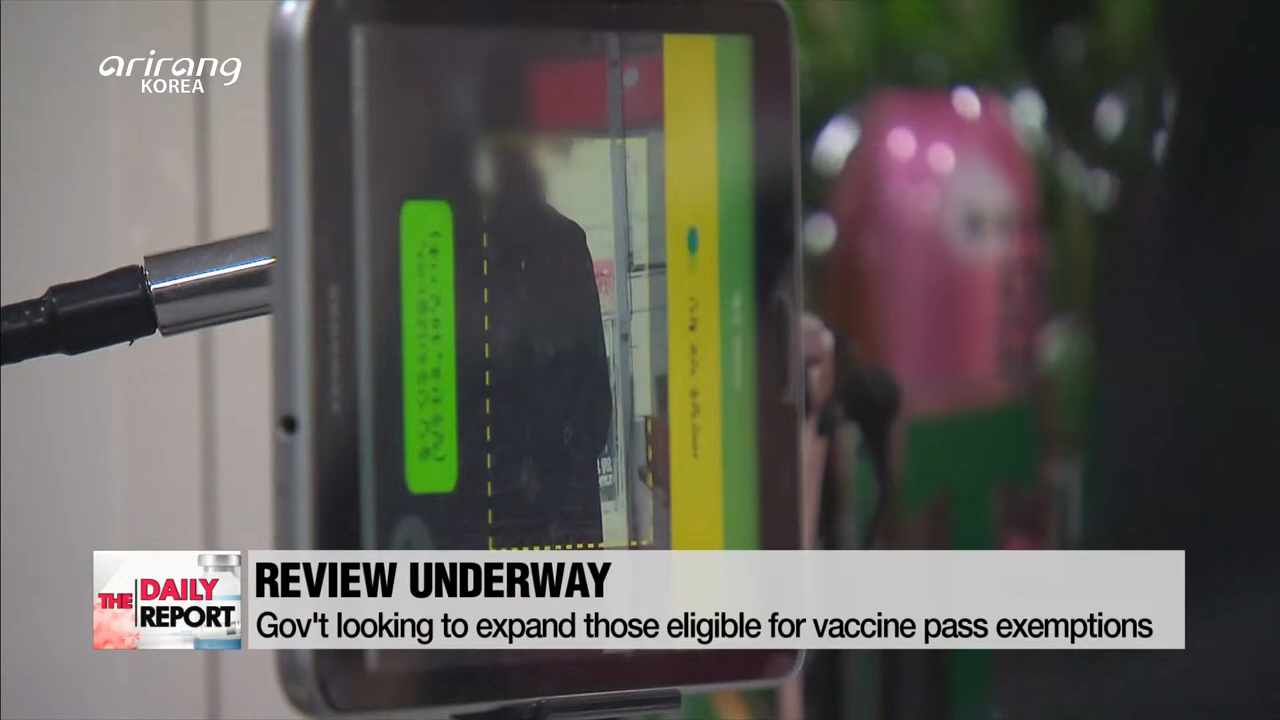 arirang
KOREA
THE DAILY
REPORT
REVIEW UNDERWAY
Gov't looking to expand those eligible for vaccine pass exemptions